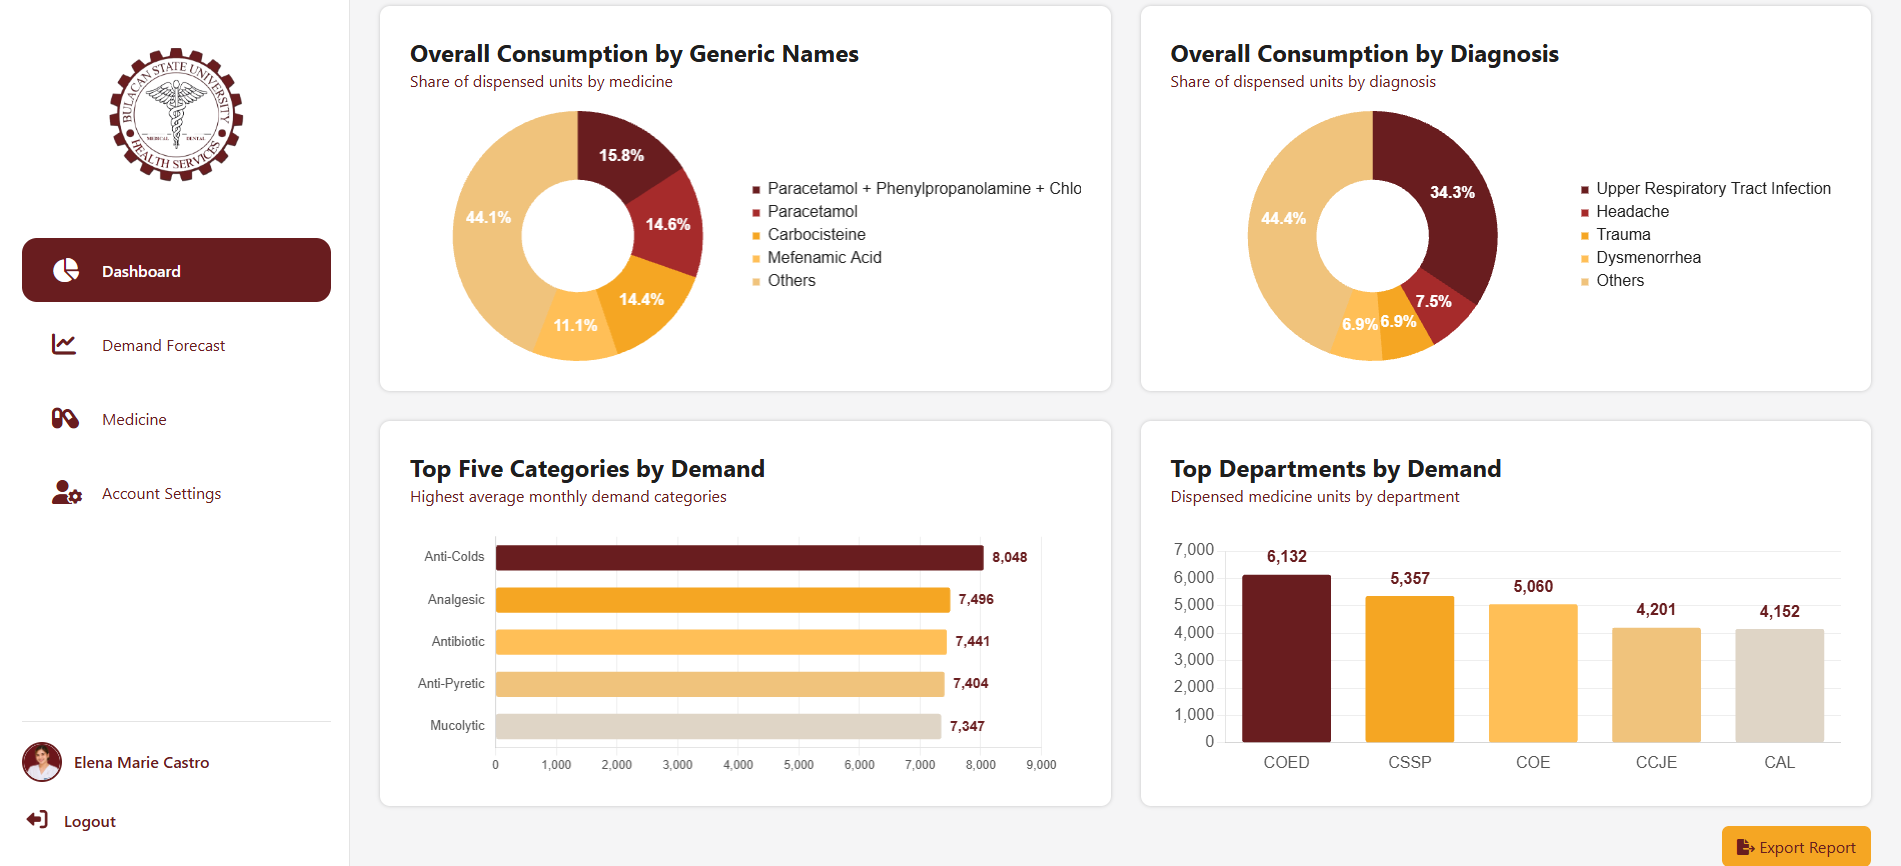 BULACAN STATE UNIVERSITY
MEDICAL DENTAL
HEALTH SERVICES
Dashboard
Demand Forecast
Medicine
Account Settings
Elena Marie Castro
Logout
Overall Consumption by Generic Names
Share of dispensed units by medicine
15.8%
14.6%
14.4%
11.1%
44.1%
Paracetamol + Phenylpropanolamine + Chlo
Paracetamol
Carbocisteine
Mefenamic Acid
Others
Overall Consumption by Diagnosis
Share of dispensed units by diagnosis
34.3%
7.5%
6.9%
6.9%
44.4%
Upper Respiratory Tract Infection
Headache
Trauma
Dysmenorrhea
Others
Top Five Categories by Demand
Highest average monthly demand categories
Anti-Colds 8,048
Analgesic 7,496
Antibiotic 7,441
Anti-Pyretic 7,404
Mucolytic 7,347
0 1,000 2,000 3,000 4,000 5,000 6,000 7,000 8,000 9,000
Top Departments by Demand
Dispensed medicine units by department
7,000
6,000
5,000
4,000
3,000
2,000
1,000
0
6,132
5,357
5,060
4,201
4,152
COED CSSP COE CCJE CAL
Export Report